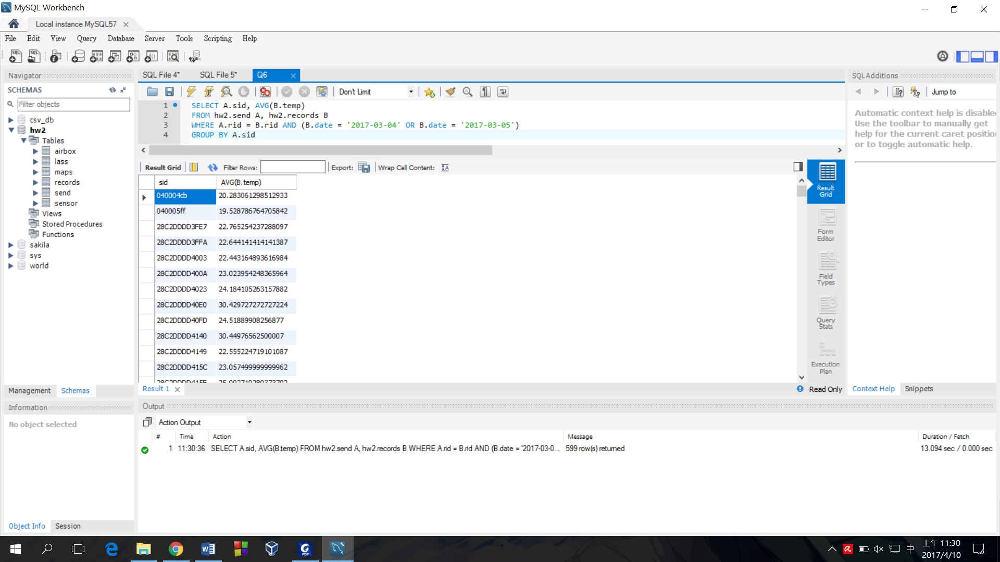 MySQL Workbench
Local instance MySQL57
File Edit View Query Database Server Tools Scripting Help
Navigator
SCHEMAS
Filter objects
csv_db
hw2
Tables
airbox
lass
maps
records
send
sensor
Views
Stored Procedures
Functions
sakila
sys
world
Management Schemas
Information
No object selected
Object Info Session
SQL File 4* SQL File 5* Q6
Don't Limit
1 SELECT A.sid, AVG(B.temp)
2 FROM hw2.send A, hw2.records B
3 WHERE A.rid = B.rid AND (B.date = '2017-03-04' OR B.date = '2017-03-05')
4 GROUP BY A.sid
Result Grid Filter Rows: Export: Wrap Cell Content:
sid AVG(B.temp)
040004cb 20.283061298512933
040005ff 19.528786764705842
28C2DDDD3FE7 22.765254237288097
28C2DDDD3FFA 22.644141414141387
28C2DDDD4003 22.443164893616984
28C2DDDD400A 23.023954248365964
28C2DDDD4023 24.184105263157882
28C2DDDD40E0 30.429727272727224
28C2DDDD40FD 24.51889908256877
28C2DDDD4140 30.44976562500007
28C2DDDD4149 22.555224719101087
28C2DDDD415C 23.057499999999962
Result Grid
Form Editor
Field Types
Query Stats
Execution Plan
Result 1
Read Only
SQLAdditions
Jump to
Automatic context help is disabled
Use the toolbar to manually get
help for the current caret position
or to toggle automatic help.
Context Help Snippets
Output
Action Output
# Time Action Message Duration / Fetch
1 11:30:36 SELECT A.sid, AVG(B.temp) FROM hw2.send A, hw2.records B WHERE A.rid = B.rid AND (B.date = '2017-03-0... 599 row(s) returned 13.094 sec / 0.000 sec
中
上午 11:30
2017/4/10